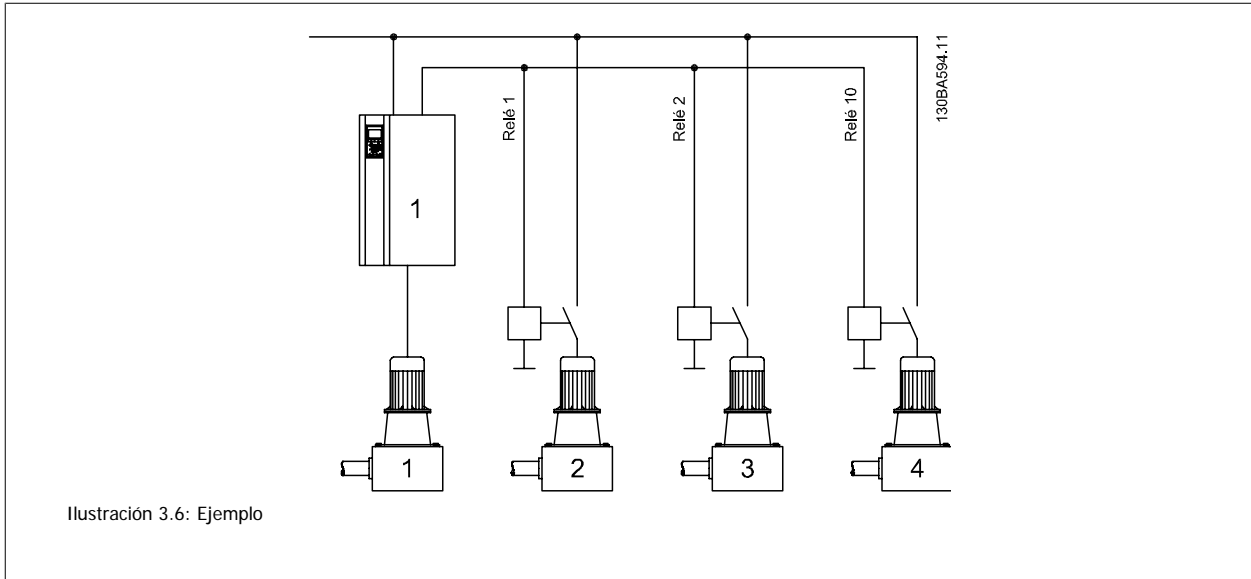 130BA594.11
Relé 1
Relé 2
Relé 10
1
1
2
3
4
Ilustración 3.6: Ejemplo